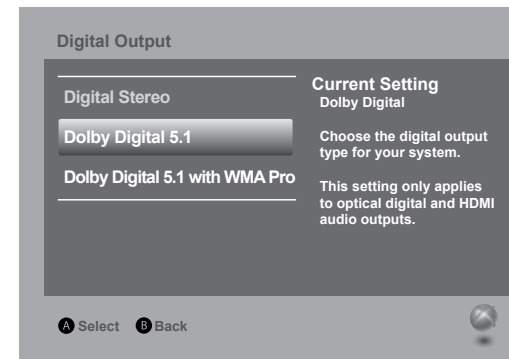 Digital Output
Digital Stereo
Dolby Digital 5.1
Dolby Digital 5.1 with WMA Pro
Current Setting
Dolby Digital
Choose the digital output
type for your system.
This setting only applies
to optical digital and HDMI
audio outputs.
A Select B Back